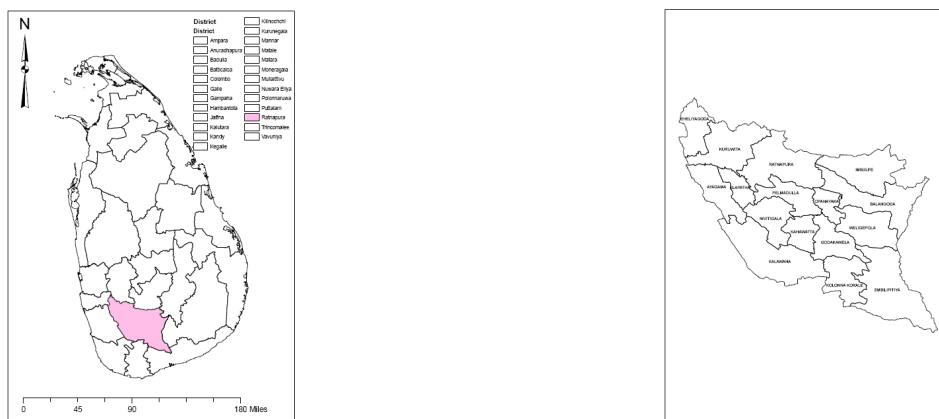 N
District
District
Ampara
Anuradhapura
Badulla
Batticaloa
Colombo
Galle
Gampaha
Hambantota
Jaffna
Kalutara
Kandy
Kegalle
Kilinochchi
Kurunegala
Mannar
Matale
Matara
Moneragala
Mullaitivu
Nuwara Eliya
Polonnaruwa
Puttalam
Ratnapura
Trincomalee
Vavuniya
0 45 90 180 Miles
EHELIYAGODA
KURUWITA
RATNAPURA
IMBULPE
AYAGAMA
ELAPATHA
PELMADULLA
OPANAYAKA
BALANGODA
NIVITIGALA
KAHAWATTA
WELIGEPOLA
GODAKAWELA
KALAWANA
KOLONNA KORALE
EMBILIPITIYA